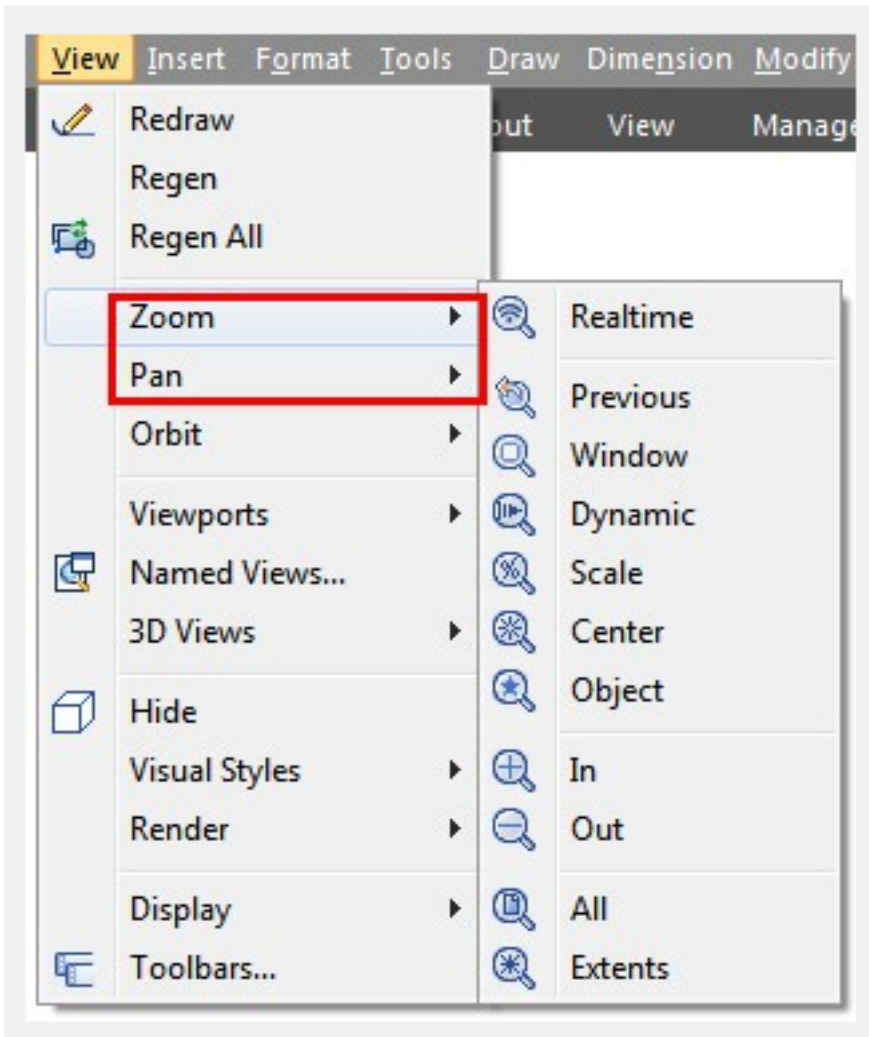 View Insert Format Tools Draw Dimension Modify
out View Manage
Redraw
Regen
Regen All
Zoom
Pan
Orbit
Viewports
Named Views...
3D Views
Hide
Visual Styles
Render
Display
Toolbars...
Realtime
Previous
Window
Dynamic
Scale
Center
Object
In
Out
All
Extents